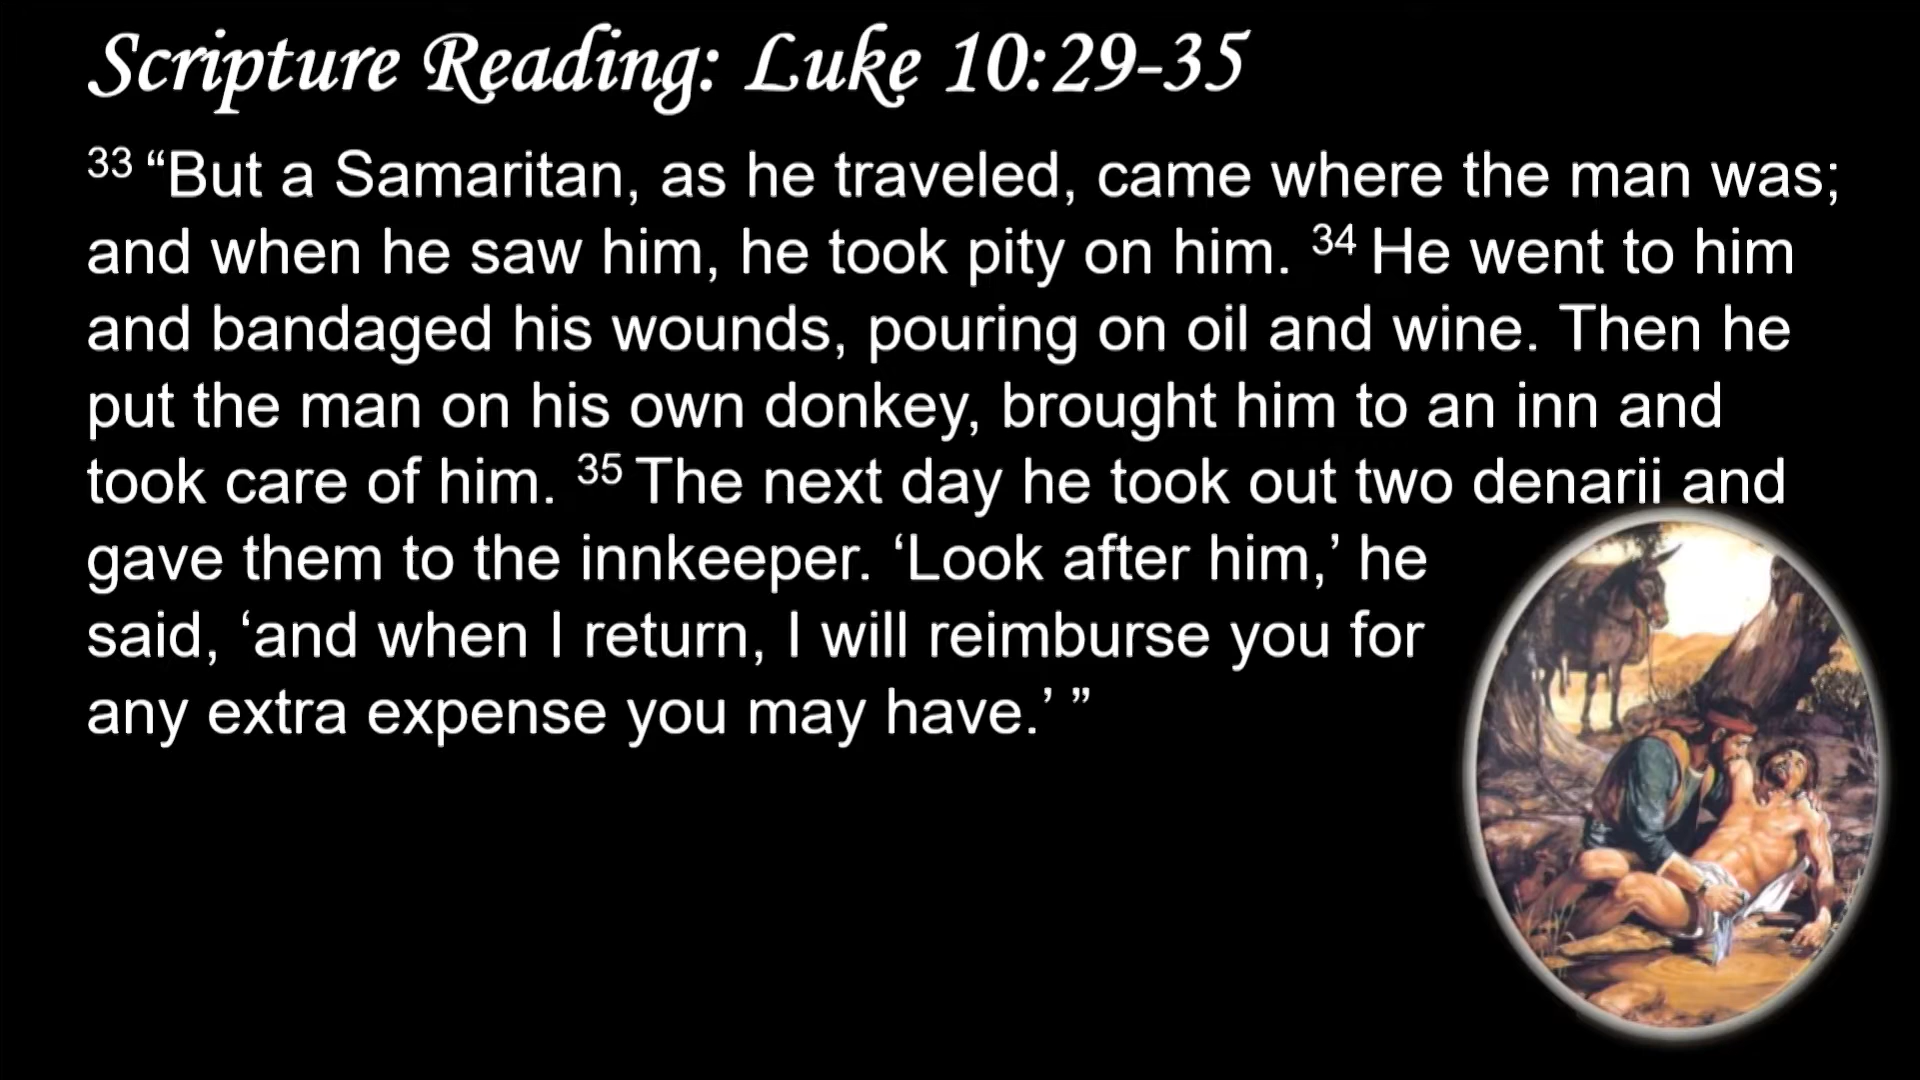 Scripture Reading: Luke 10:29-35
33 “But a Samaritan, as he traveled, came where the man was;
and when he saw him, he took pity on him. 34 He went to him
and bandaged his wounds, pouring on oil and wine. Then he
put the man on his own donkey, brought him to an inn and
took care of him. 35 The next day he took out two denarii and
gave them to the innkeeper. ‘Look after him,’ he
said, ‘and when I return, I will reimburse you for
any extra expense you may have.’ ”